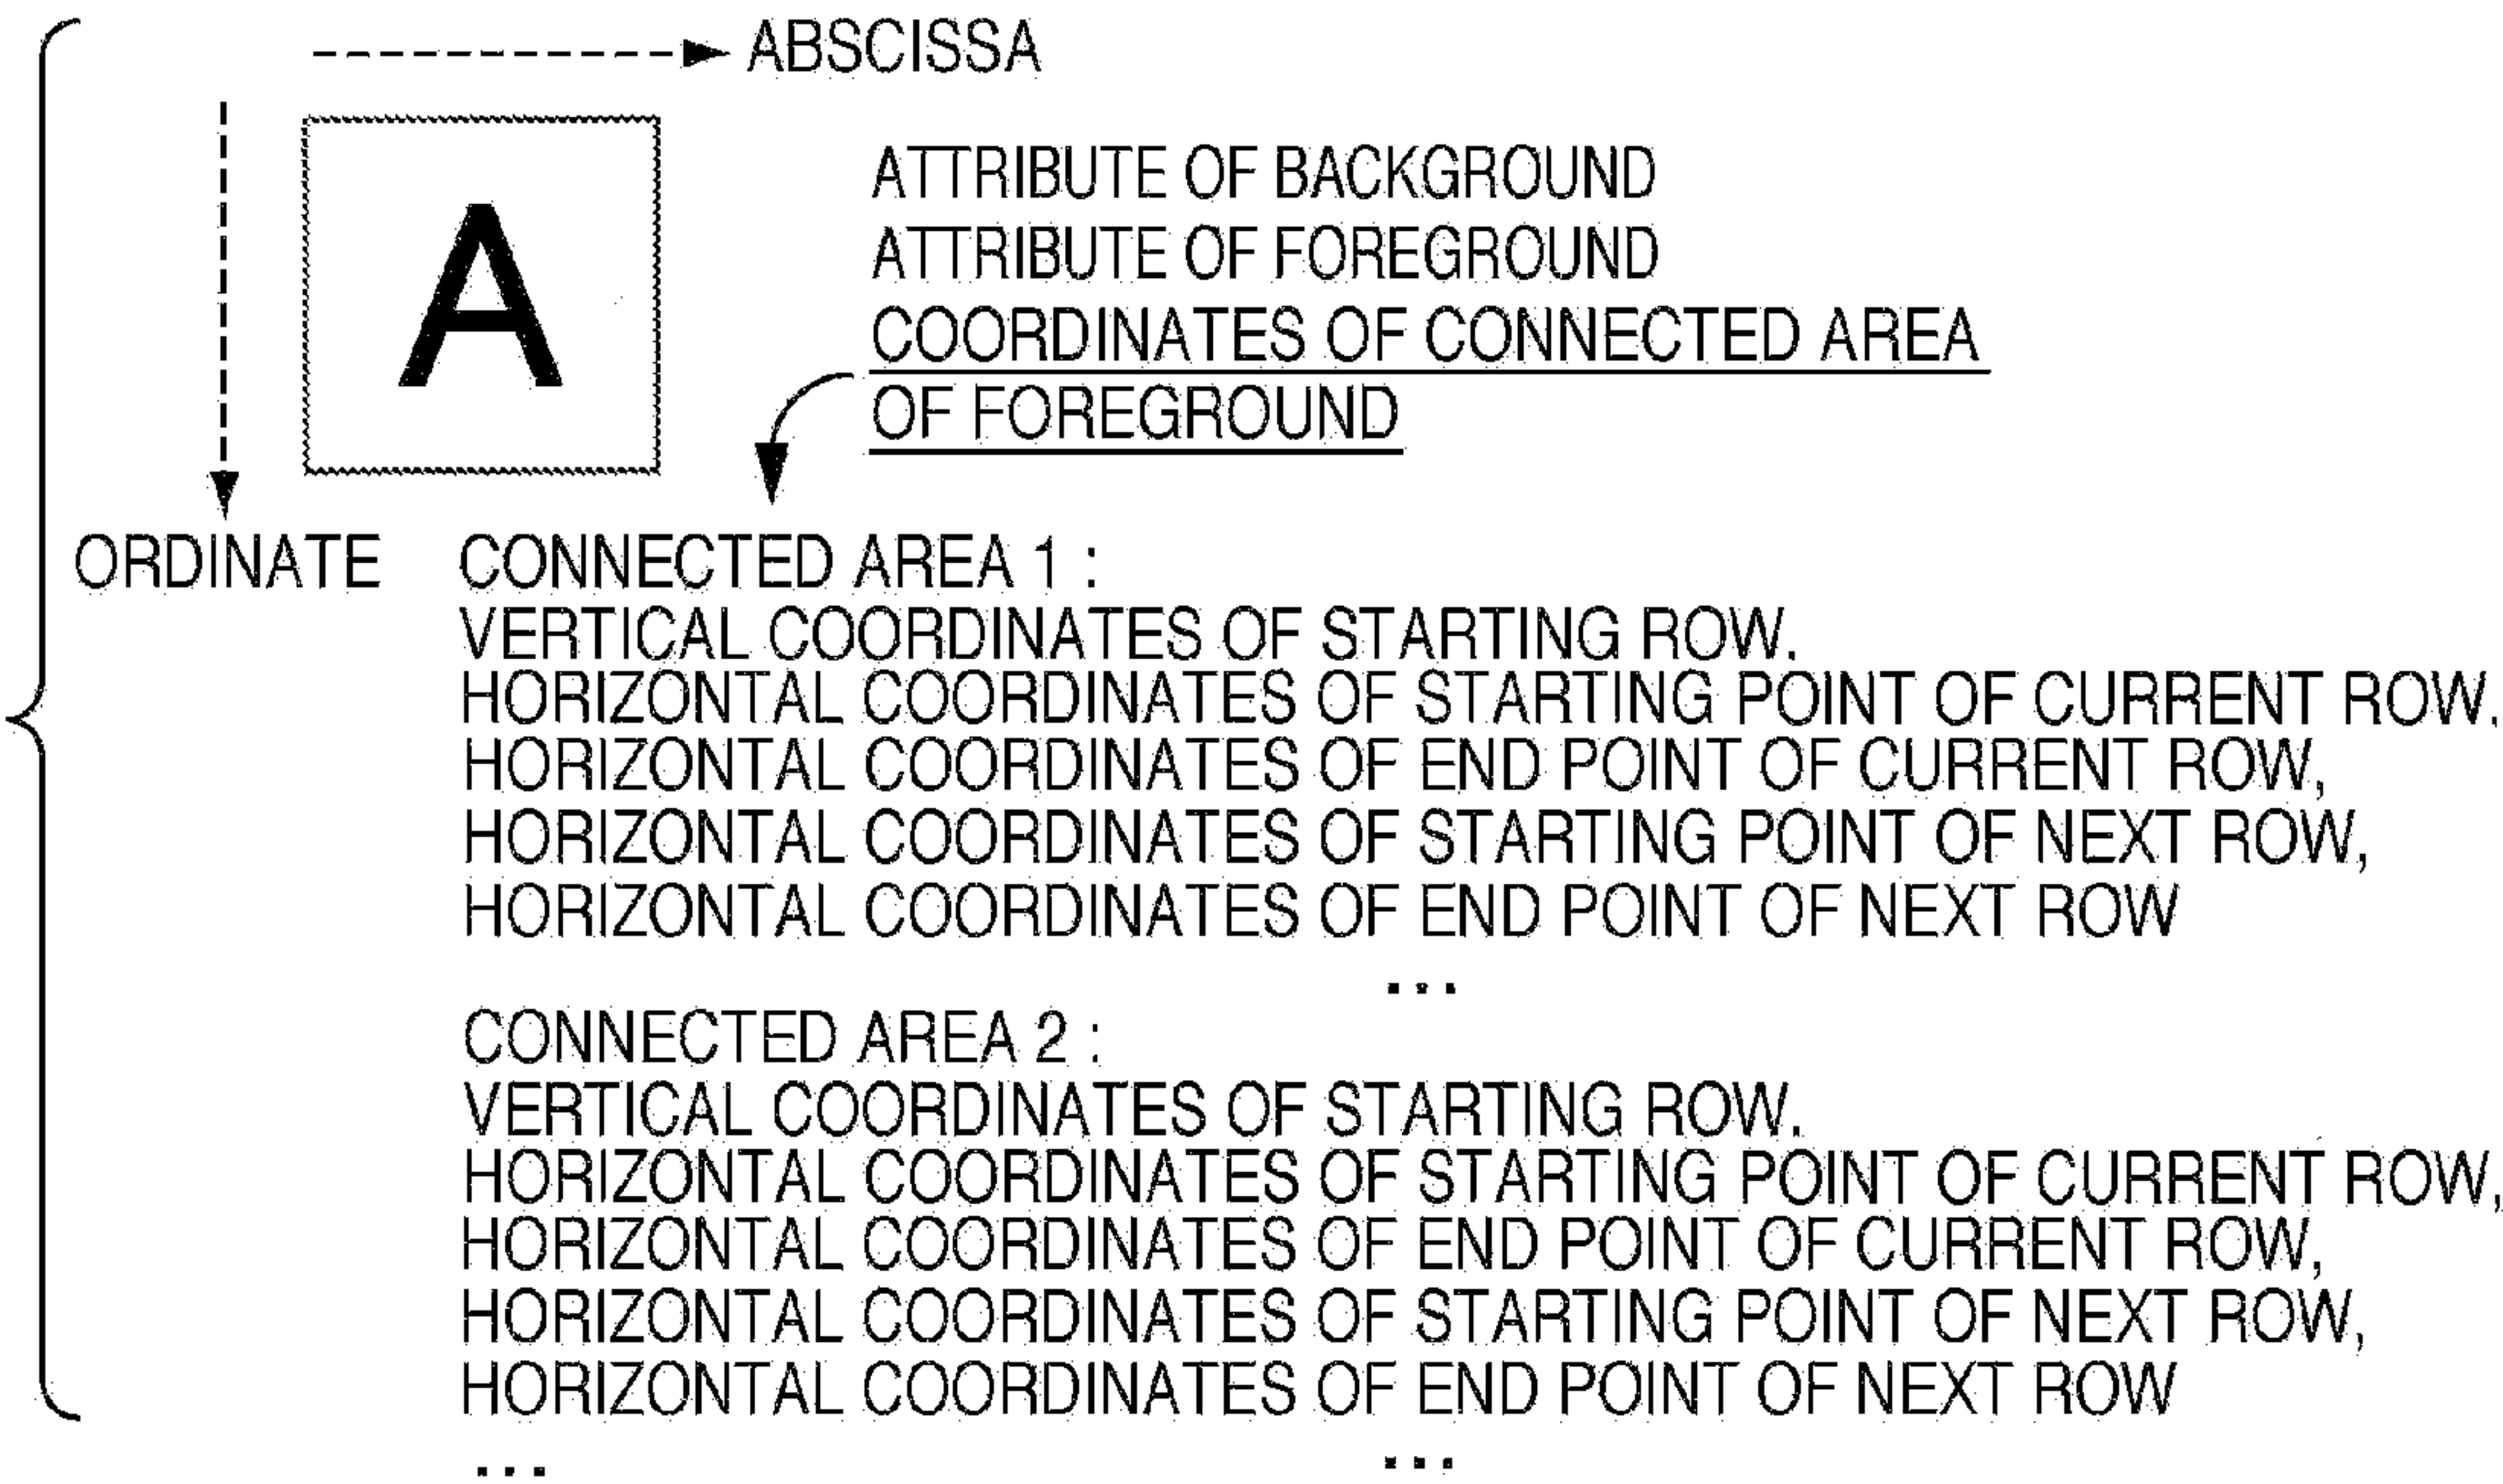 ABSCISSA
A
ATTRIBUTE OF BACKGROUND
ATTRIBUTE OF FOREGROUND
COORDINATES OF CONNECTED AREA
OF FOREGROUND
ORDINATE
CONNECTED AREA 1 :
VERTICAL COORDINATES OF STARTING ROW.
HORIZONTAL COORDINATES OF STARTING POINT OF CURRENT ROW,
HORIZONTAL COORDINATES OF END POINT OF CURRENT ROW,
HORIZONTAL COORDINATES OF STARTING POINT OF NEXT ROW,
HORIZONTAL COORDINATES OF END POINT OF NEXT ROW
...
CONNECTED AREA 2 :
VERTICAL COORDINATES OF STARTING ROW.
HORIZONTAL COORDINATES OF STARTING POINT OF CURRENT ROW,
HORIZONTAL COORDINATES OF END POINT OF CURRENT ROW,
HORIZONTAL COORDINATES OF STARTING POINT OF NEXT ROW,
HORIZONTAL COORDINATES OF END POINT OF NEXT ROW
... ...